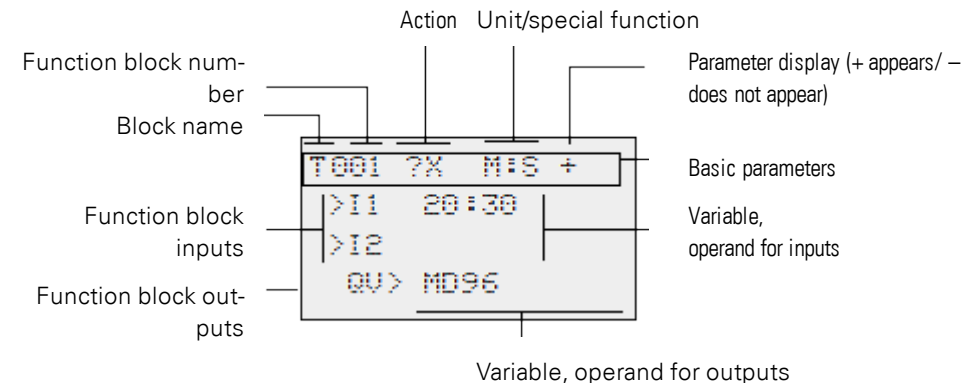 Action Unit/special function
Function block num-
ber
Block name
Parameter display (+ appears/ –
does not appear)
T001 ?X M:S +
Basic parameters
>I1 20:30
>I2
Function block
inputs
Variable,
operand for inputs
QV> MD96
Function block out-
puts
Variable, operand for outputs